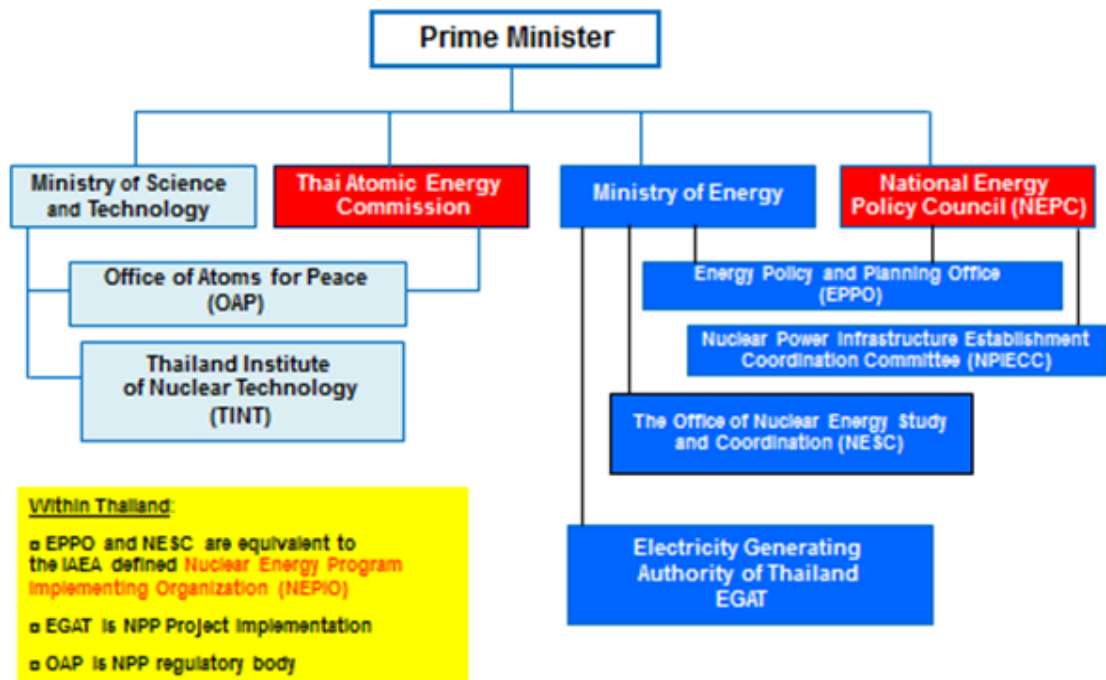 Prime Minister
Ministry of Science
and Technology
Thai Atomic Energy
Commission
Ministry of Energy
National Energy
Policy Council (NEPC)
Office of Atoms for Peace
(OAP)
Energy Policy and Planning Office
(EPPO)
Nuclear Power Infrastructure Establishment
Coordination Committee (NPIECC)
Thailand Institute
of Nuclear Technology
(TINT)
The Office of Nuclear Energy Study
and Coordination (NESC)
Electricity Generating
Authority of Thailand
EGAT
Within Thailand:
EPPO and NESC are equivalent to
the IAEA defined Nuclear Energy Program
Implementing Organization (NEPIO)
EGAT is NPP Project Implementation
OAP is NPP regulatory body